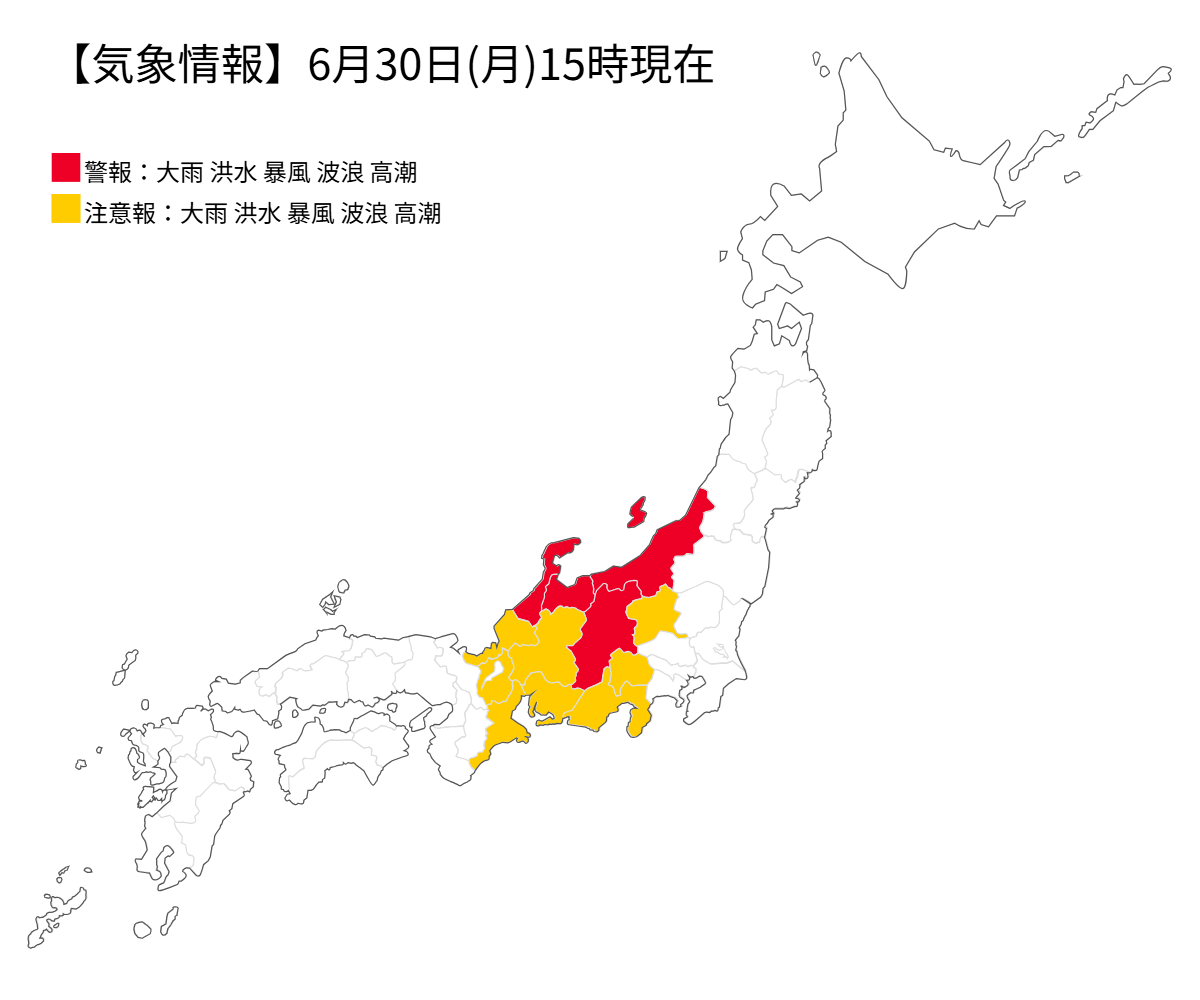 【気象情報】6月30日(月)15時現在
警報：大雨 洪水 暴風 波浪 高潮
注意報：大雨 洪水 暴風 波浪 高潮